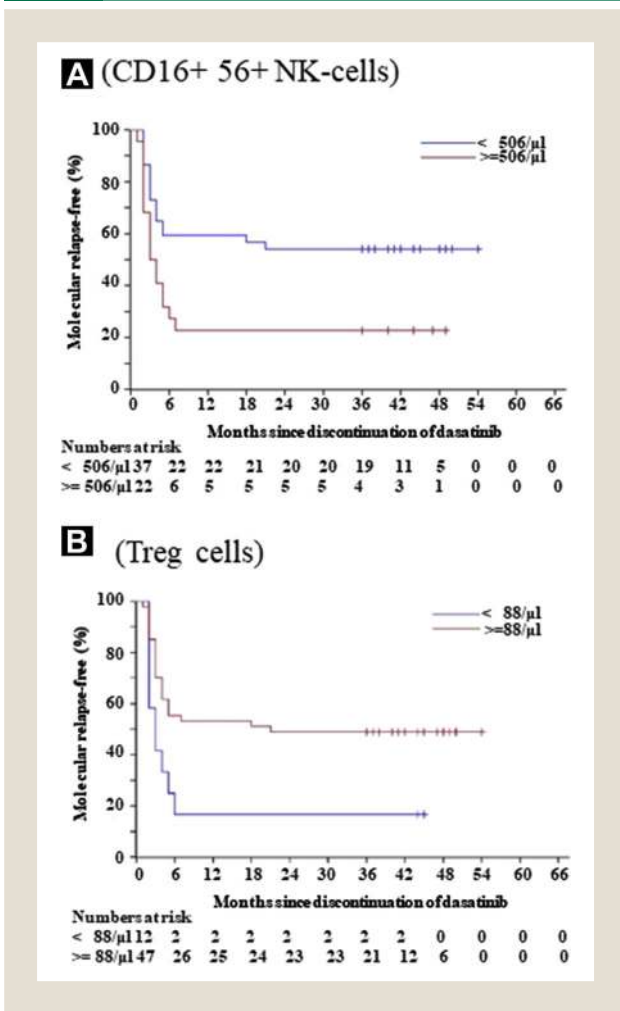 A (CD16+ 56+ NK-cells)
Molecular relapse-free (%)
100
80
60
40
20
0
< 506/μl
>=506/μl
0 6 12 18 24 30 36 42 48 54 60 66
Months since discontinuation of dasatinib
Numbers at risk
< 506/μl 37 22 22 21 20 20 19 11 5 0 0 0
>= 506/μl 22 6 5 5 5 5 4 3 1 0 0 0
B (Treg cells)
Molecular relapse-free (%)
100
80
60
40
20
0
< 88/μl
>=88/μl
0 6 12 18 24 30 36 42 48 54 60 66
Months since discontinuation of dasatinib
Numbers at risk
< 88/μl 12 2 2 2 2 2 2 2 0 0 0 0
>= 88/μl 47 26 25 24 23 23 21 12 6 0 0 0